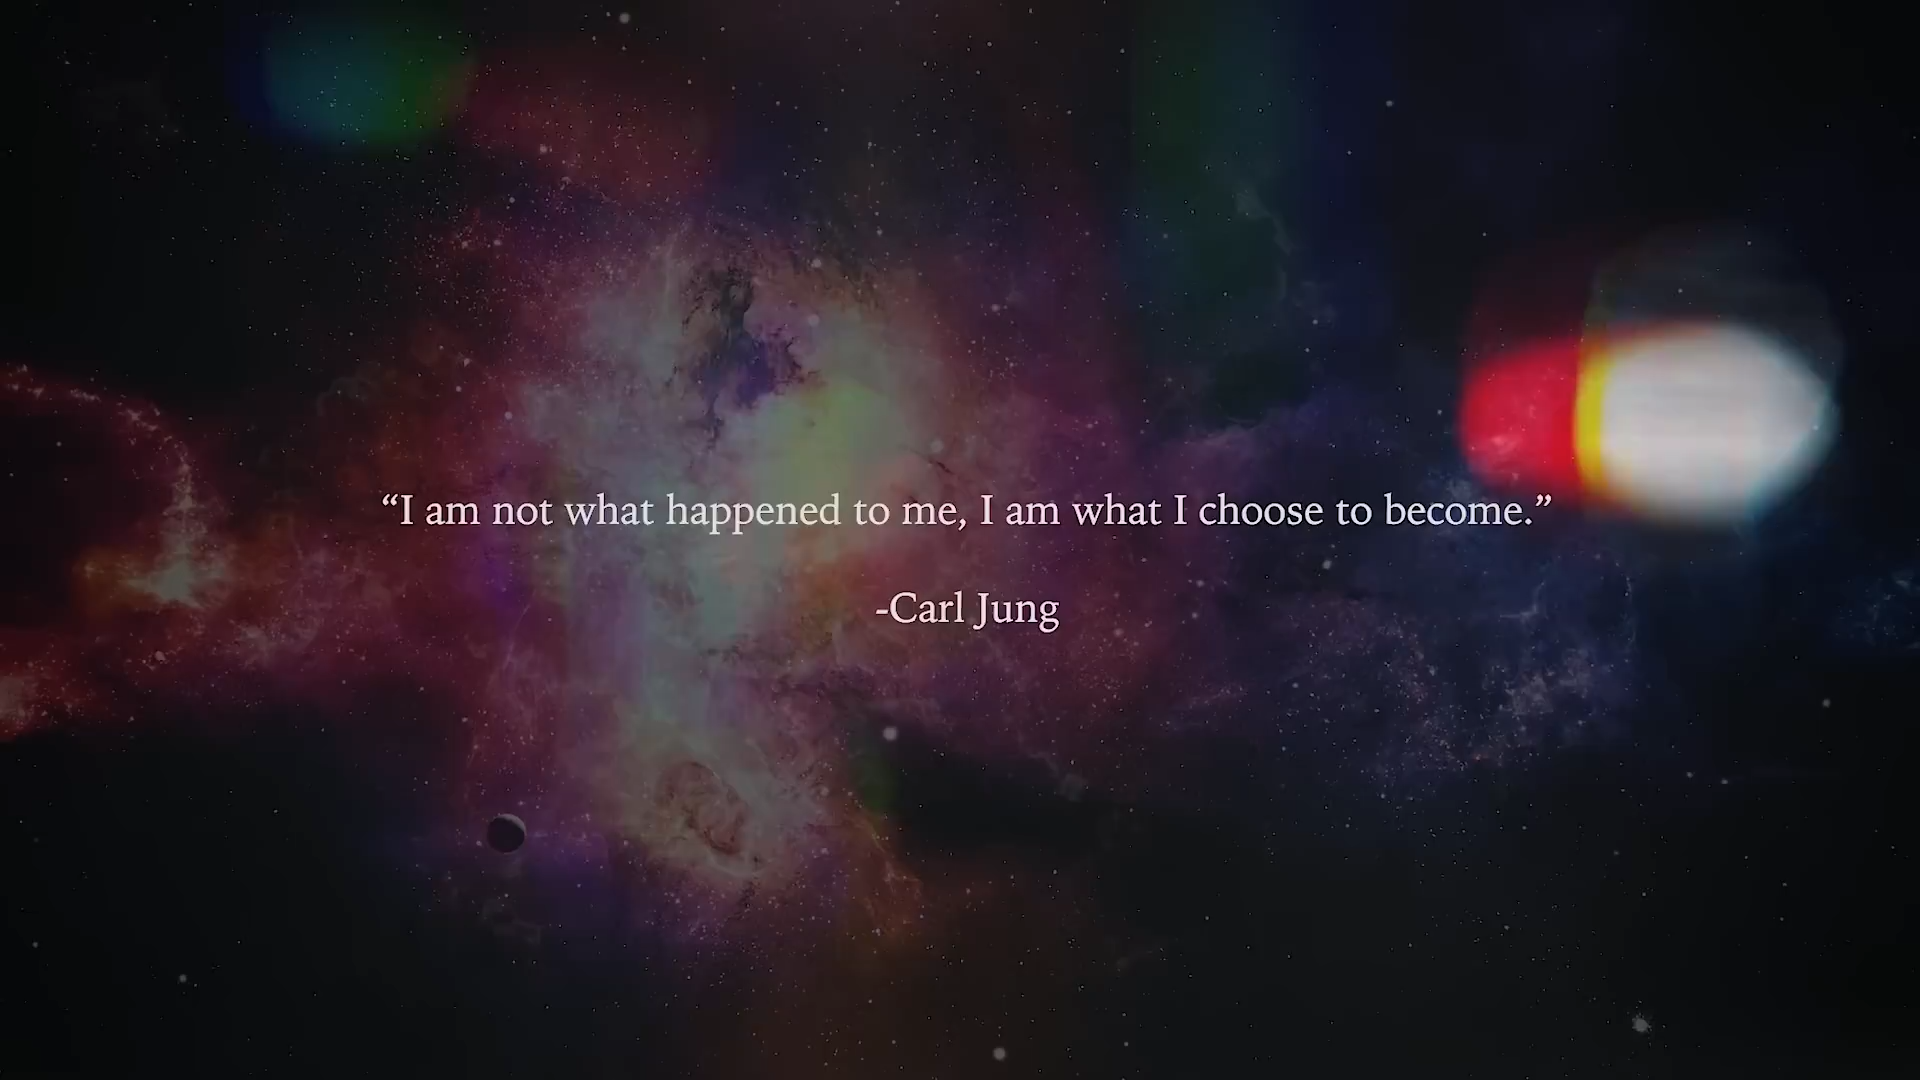 “I am not what happened to me, I am what I choose to become.”
-Carl Jung